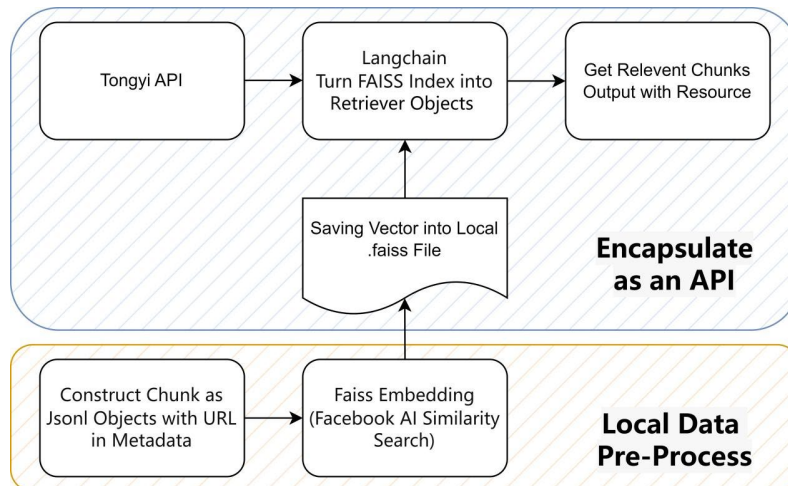 Tongyi API
Langchain
Turn FAISS Index into
Retriever Objects
Get Relevent Chunks
Output with Resource
Saving Vector into Local
.faiss File
Encapsulate
as an API
Construct Chunk as
Jsonl Objects with URL
in Metadata
Faiss Embedding
(Facebook AI Similarity
Search)
Local Data
Pre-Process